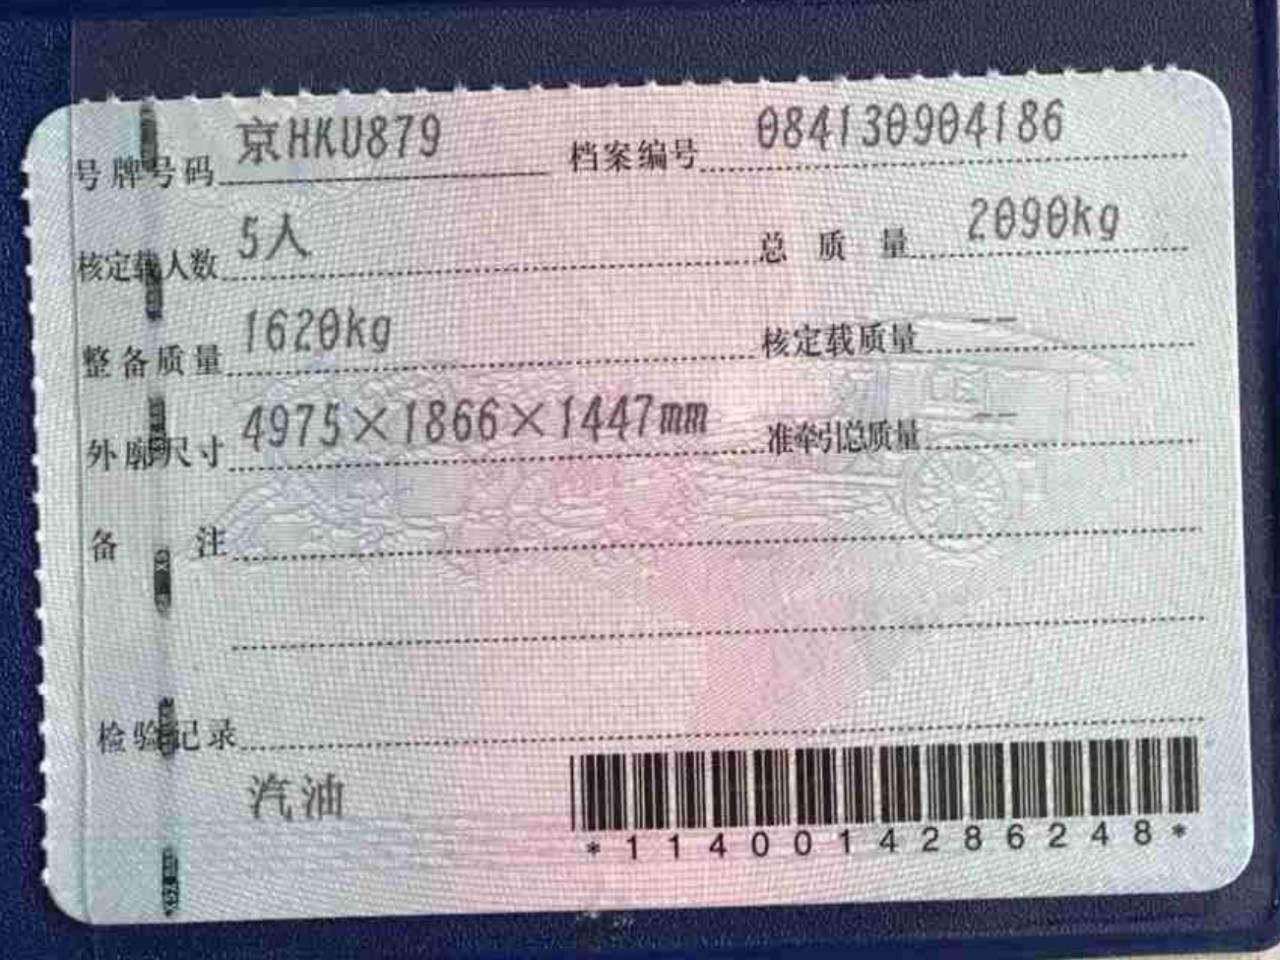 号牌号码 京HKU879 档案编号 084130904186
核定载人数 5人 总质量 2090kg
整备质量 1620kg 核定载质量 --
外廓尺寸 4975×1866×1447mm 准牵引总质量 --
备注
检验记录
汽油
*1140014286248*